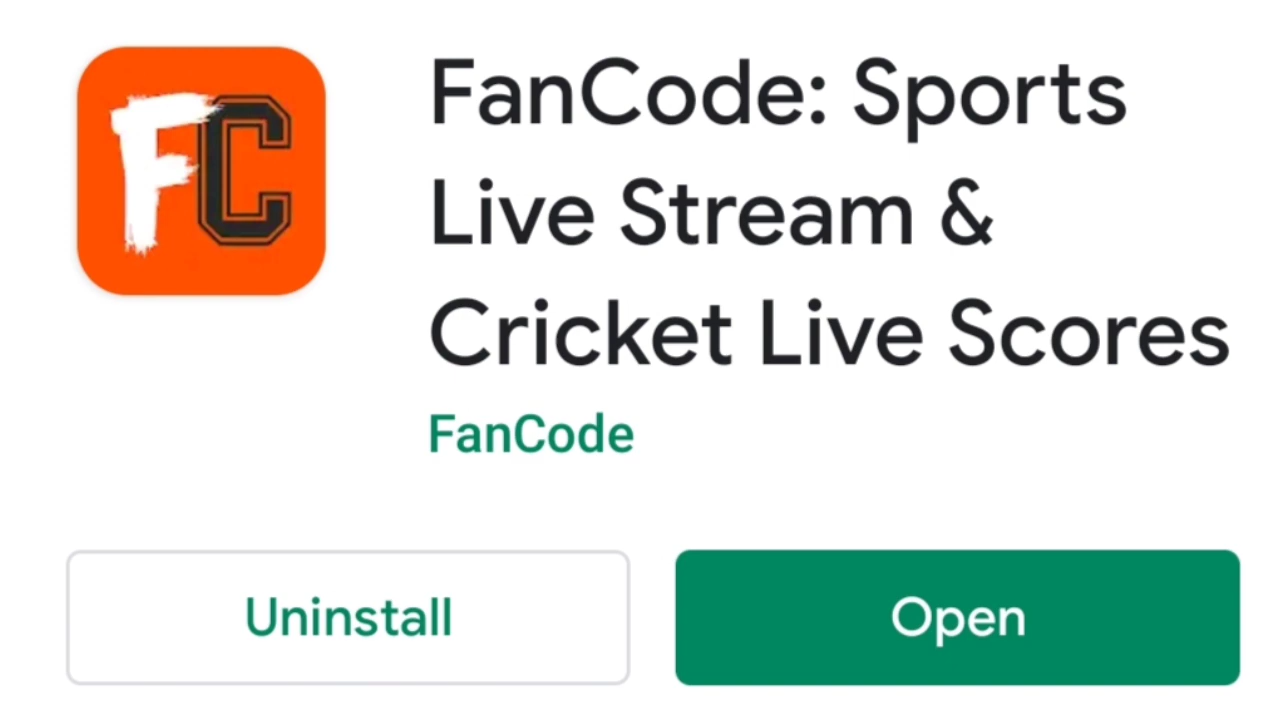 FC
FanCode: Sports
Live Stream &
Cricket Live Scores
FanCode
Uninstall
Open